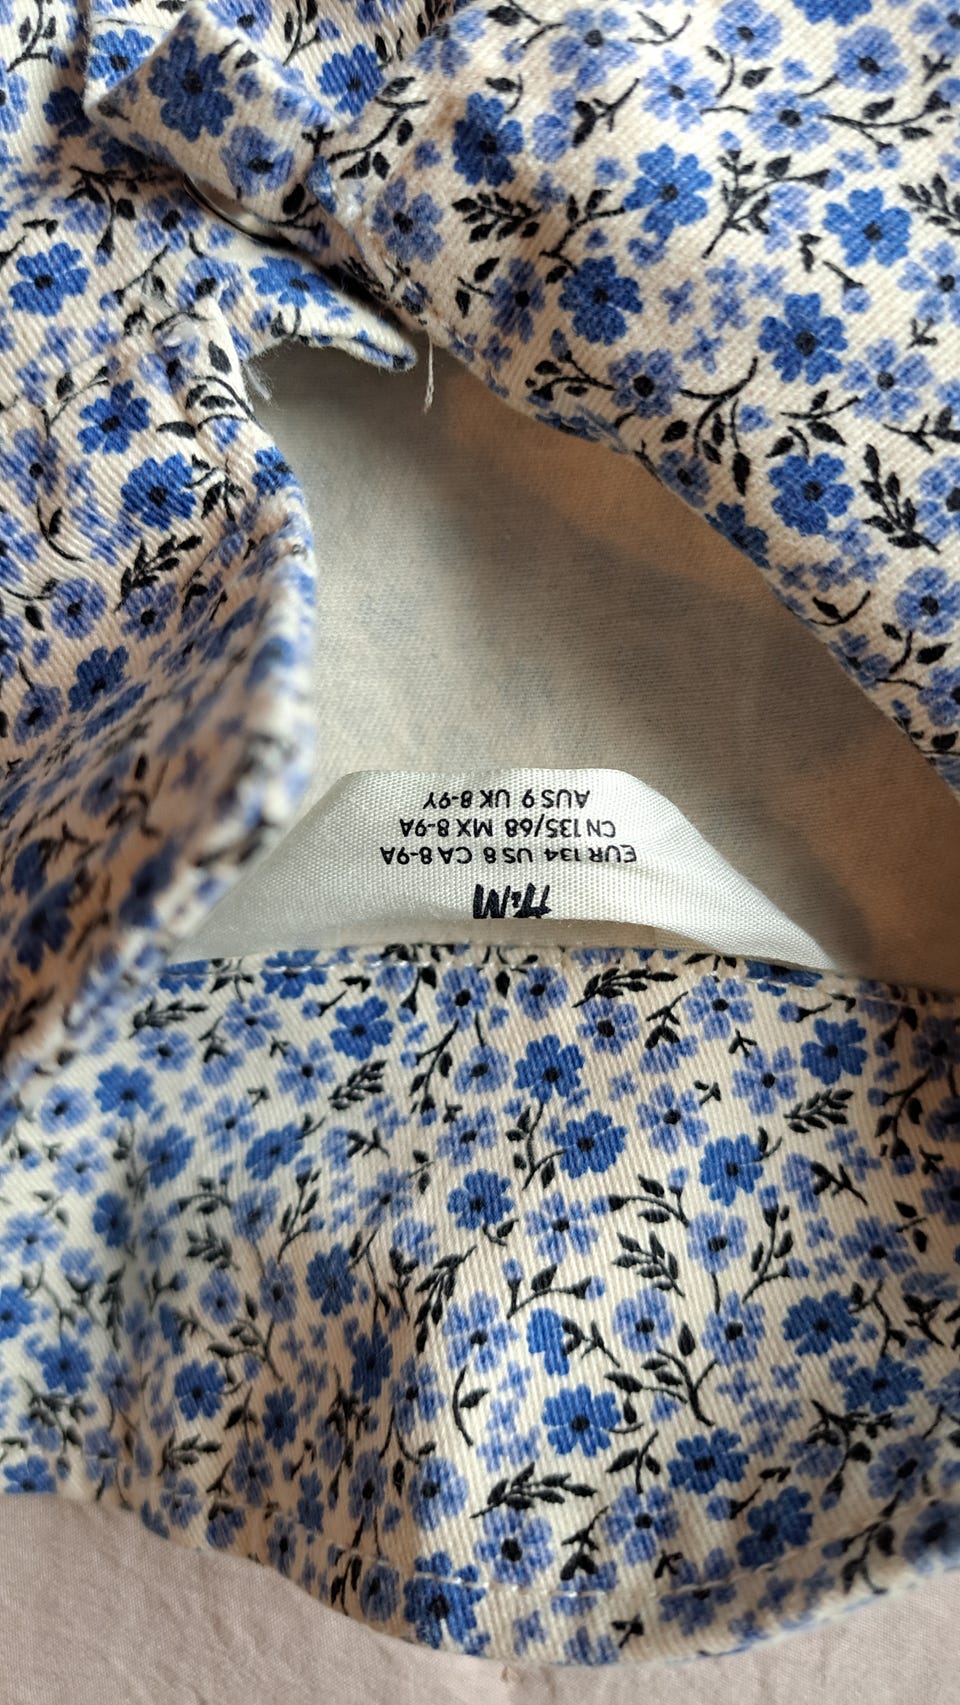 H&M
EUR 134 US 8 CA 8-9A
CN 135/68 MX 8-9A
AUS 9 UK 8-9Y